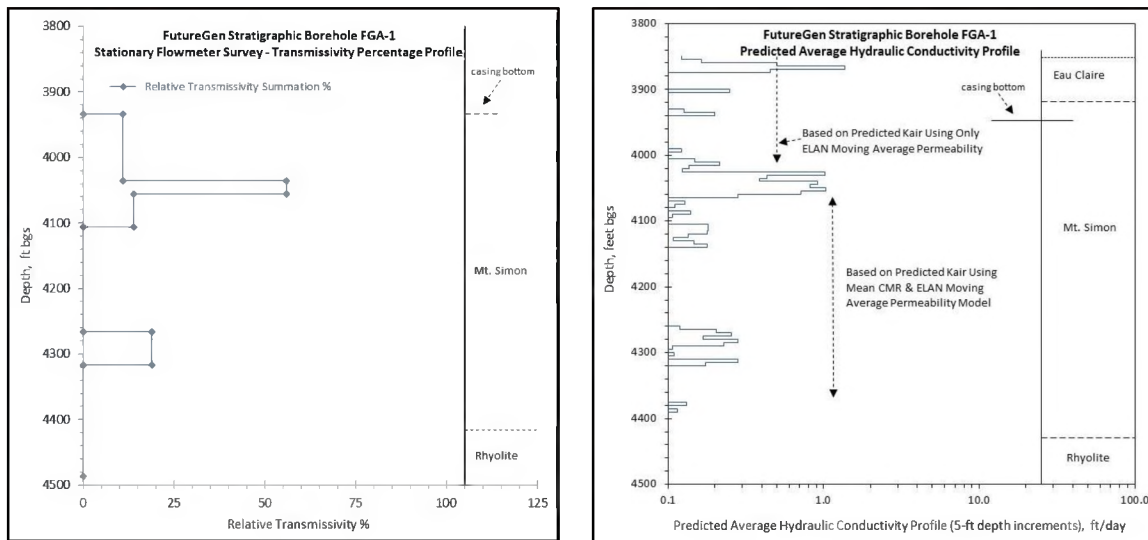 FutureGen Stratigraphic Borehole FGA-1
Stationary Flowmeter Survey - Transmissivity Percentage Profile
Relative Transmissivity Summation %
casing bottom
Mt. Simon
Rhyolite
Depth, ft bgs
3800
3900
4000
4100
4200
4300
4400
4500
0
25
50
75
100
125
Relative Transmissivity %
FutureGen Stratigraphic Borehole FGA-1
Predicted Average Hydraulic Conductivity Profile
Eau Claire
casing bottom
Based on Predicted Kair Using Only
ELAN Moving Average Permeability
Mt. Simon
Based on Predicted Kair Using
Mean CMR & ELAN Moving
Average Permeability Model
Rhyolite
Depth, feet bgs
3800
3900
4000
4100
4200
4300
4400
4500
0.1
1.0
10.0
100.0
Predicted Average Hydraulic Conductivity Profile (5-ft depth increments), ft/day